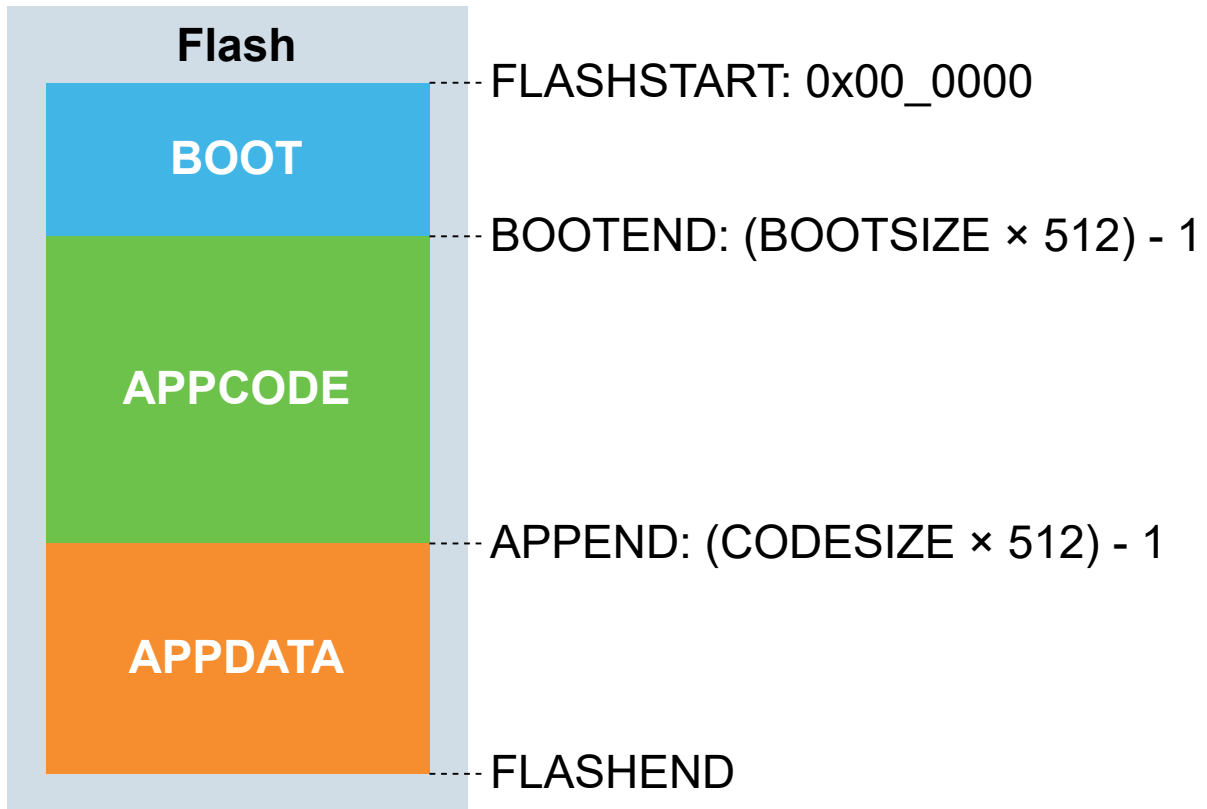 Flash
FLASHSTART: 0x00_0000
BOOT
BOOTEND: (BOOTSIZE × 512) - 1
APPCODE
APPEND: (CODESIZE × 512) - 1
APPDATA
FLASHEND